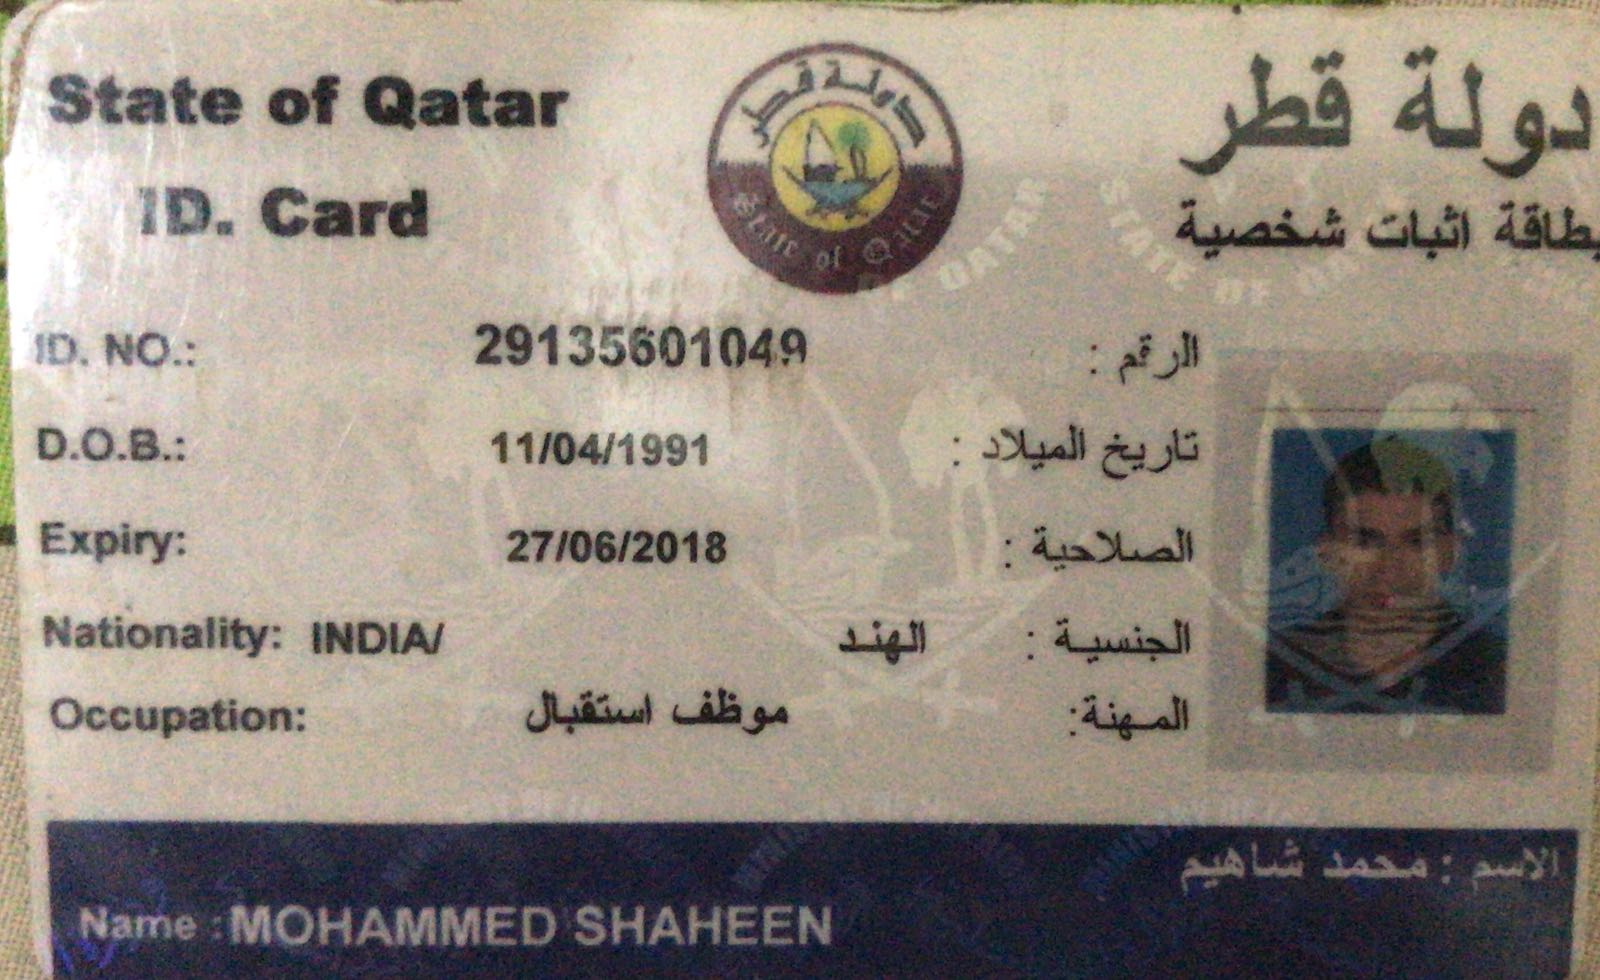 State of Qatar
دولة قطر
ID. Card
بطاقة اثبات شخصية
دولة قطر
State of Qatar
ID. NO.: 29135601049 الرقم :
D.O.B.: 11/04/1991 تاريخ الميلاد :
Expiry: 27/06/2018 الصلاحية :
Nationality: INDIA/ الهند الجنسية :
Occupation: موظف استقبال المهنة:
الاسم : محمد شاهيم
Name : MOHAMMED SHAHEEN
OF QATAR
STATE OF QATAR